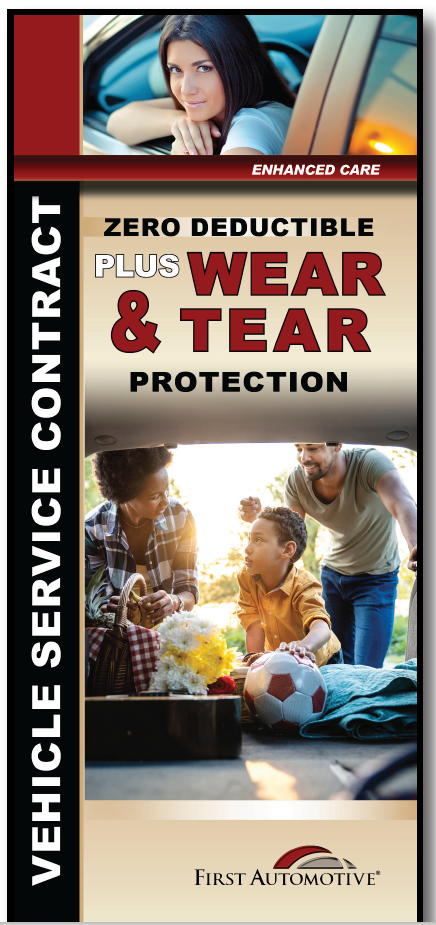 ENHANCED CARE
VEHICLE SERVICE CONTRACT
ZERO DEDUCTIBLE
PLUS WEAR
& TEAR
PROTECTION
FIRST AUTOMOTIVE®